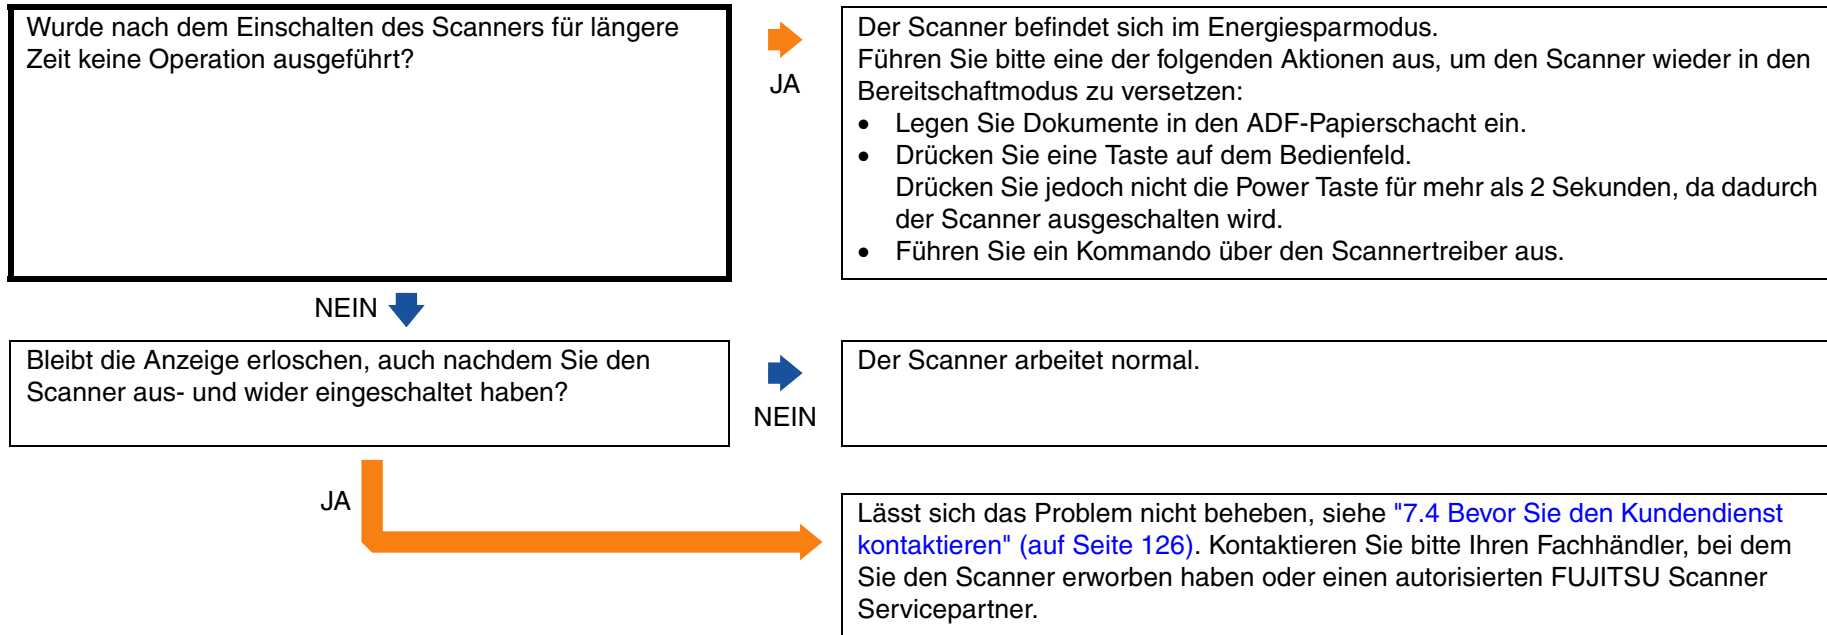 Wurde nach dem Einschalten des Scanners für längere
Zeit keine Operation ausgeführt?
JA
Der Scanner befindet sich im Energiesparmodus.
Führen Sie bitte eine der folgenden Aktionen aus, um den Scanner wieder in den
Bereitschaftmodus zu versetzen:
• Legen Sie Dokumente in den ADF-Papierschacht ein.
• Drücken Sie eine Taste auf dem Bedienfeld.
Drücken Sie jedoch nicht die Power Taste für mehr als 2 Sekunden, da dadurch
der Scanner ausgeschalten wird.
• Führen Sie ein Kommando über den Scannertreiber aus.
NEIN
Bleibt die Anzeige erloschen, auch nachdem Sie den
Scanner aus- und wider eingeschaltet haben?
NEIN
Der Scanner arbeitet normal.
JA
Lässt sich das Problem nicht beheben, siehe "7.4 Bevor Sie den Kundendienst
kontaktieren" (auf Seite 126). Kontaktieren Sie bitte Ihren Fachhändler, bei dem
Sie den Scanner erworben haben oder einen autorisierten FUJITSU Scanner
Servicepartner.